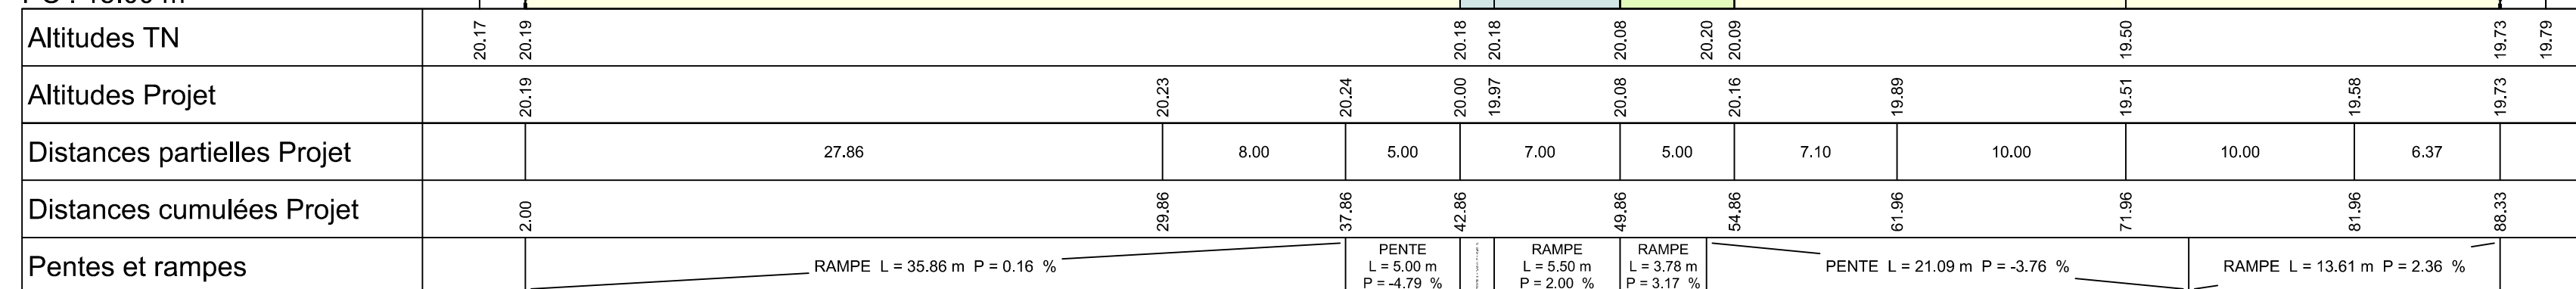 Altitudes TN 20.17 20.19 20.18 20.18 20.08 20.20 20.09 19.50 19.73 19.79
Altitudes Projet 20.19 20.23 20.24 20.00 19.97 20.08 20.16 19.89 19.51 19.58 19.73
Distances partielles Projet 27.86 8.00 5.00 7.00 5.00 7.10 10.00 10.00 6.37
Distances cumulées Projet 2.00 29.86 37.86 42.86 49.86 54.86 61.96 71.96 81.96 88.33
Pentes et rampes
RAMPE L = 35.86 m P = 0.16 %
PENTE
L = 5.00 m
P = -4.79 %
RAMPE
L = 5.50 m
P = 2.00 %
RAMPE
L = 3.78 m
P = 3.17 %
PENTE L = 21.09 m P = -3.76 %
RAMPE L = 13.61 m P = 2.36 %